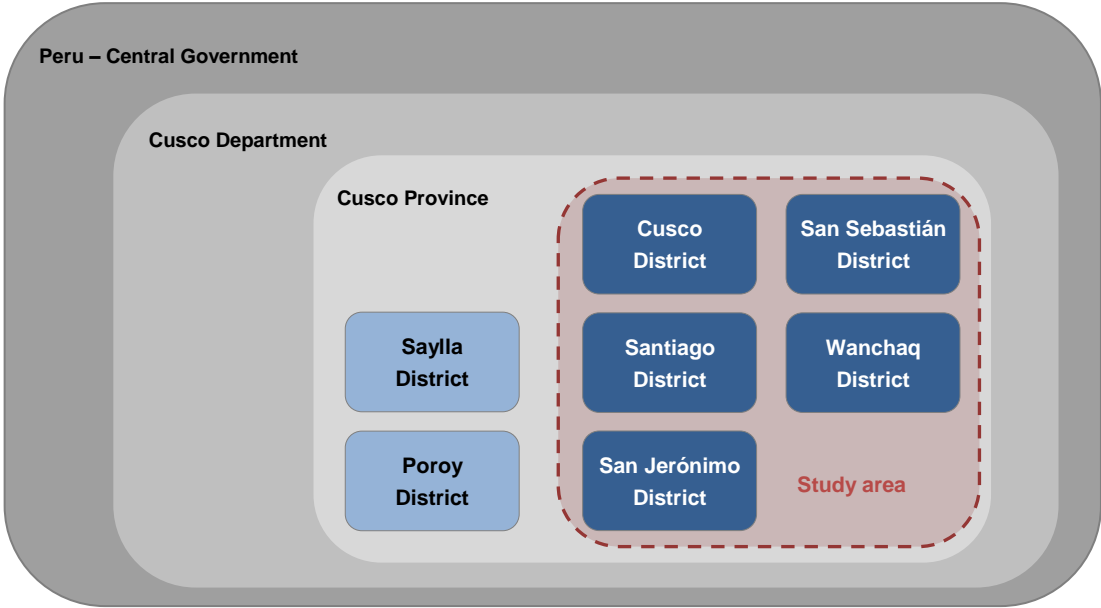 Peru – Central Government
Cusco Department
Cusco Province
Cusco
District
San Sebastián
District
Saylla
District
Santiago
District
Wanchaq
District
Poroy
District
San Jerónimo
District
Study area